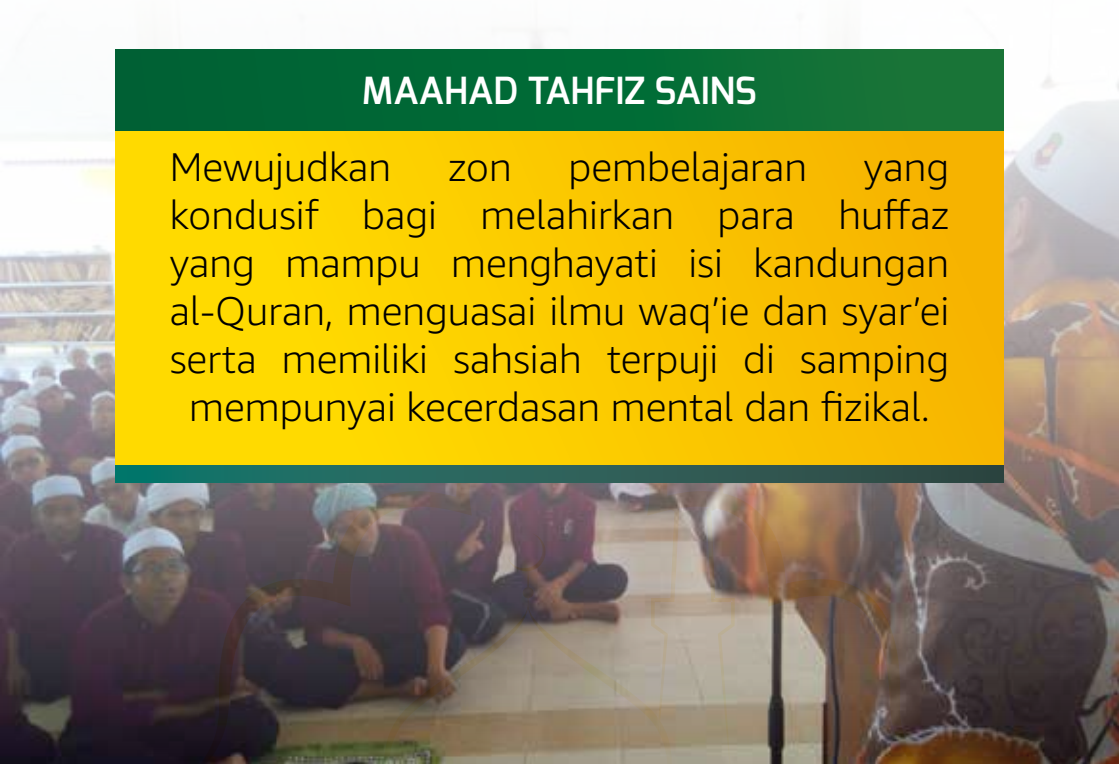 MAAHAD TAHFIZ SAINS
Mewujudkan zon pembelajaran yang
kondusif bagi melahirkan para huffaz
yang mampu menghayati isi kandungan
al-Quran, menguasai ilmu waq'ie dan syar'ei
serta memiliki sahsiah terpuji di samping
mempunyai kecerdasan mental dan fizikal.